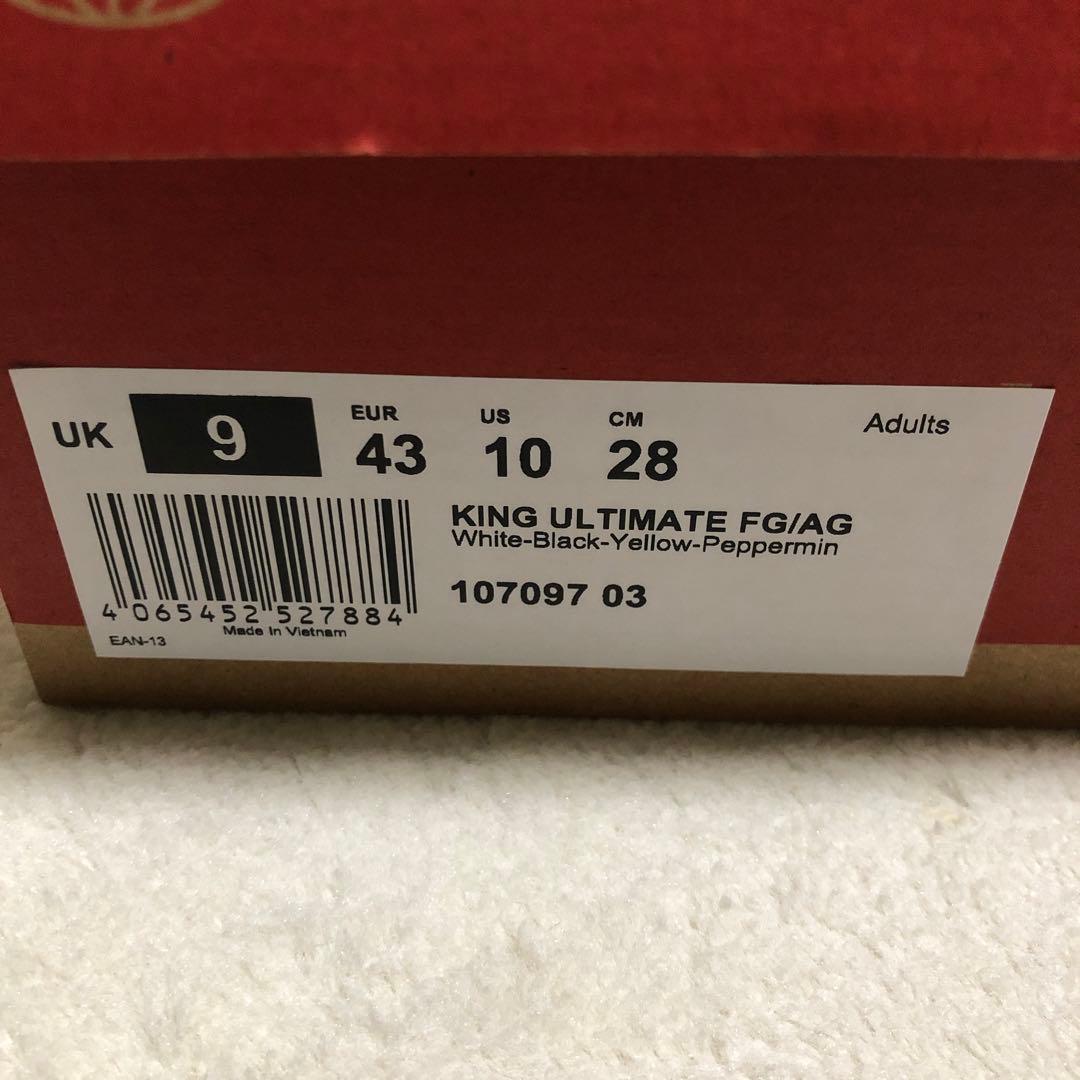 UK 9 EUR 43 US 10 CM 28 Adults
KING ULTIMATE FG/AG
White-Black-Yellow-Peppermin
107097 03
4 065452 527884
Made in Vietnam
EAN-13